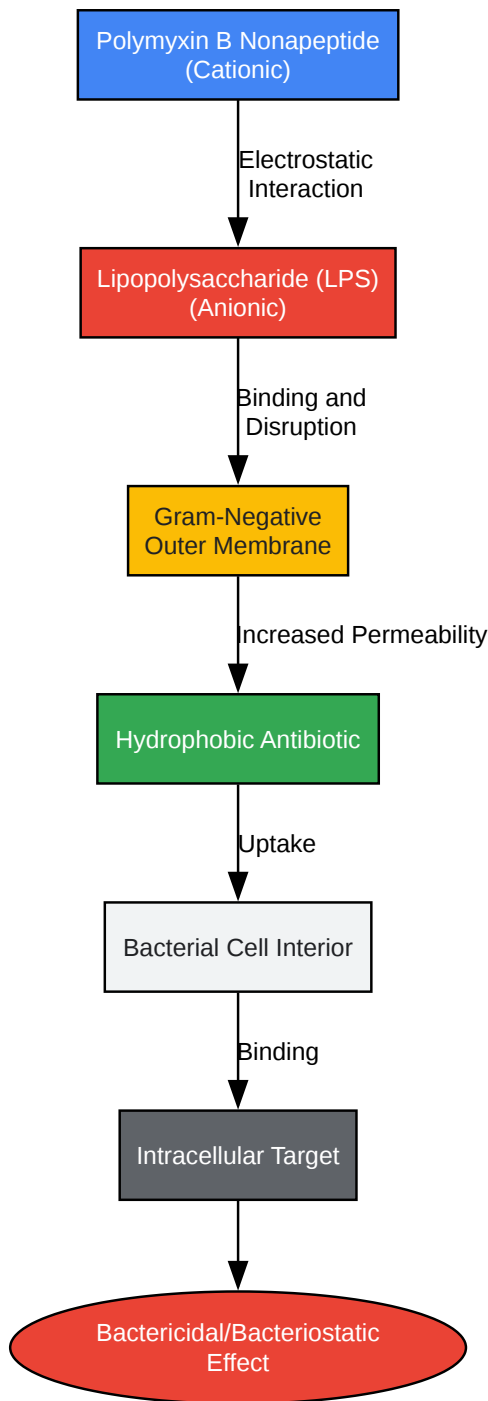 Polymyxin B Nonapeptide
(Cationic)
Electrostatic
Interaction
Lipopolysaccharide (LPS)
(Anionic)
Binding and
Disruption
Gram-Negative
Outer Membrane
Increased Permeability
Hydrophobic Antibiotic
Uptake
Bacterial Cell Interior
Binding
Intracellular Target
Bactericidal/Bacteriostatic
Effect